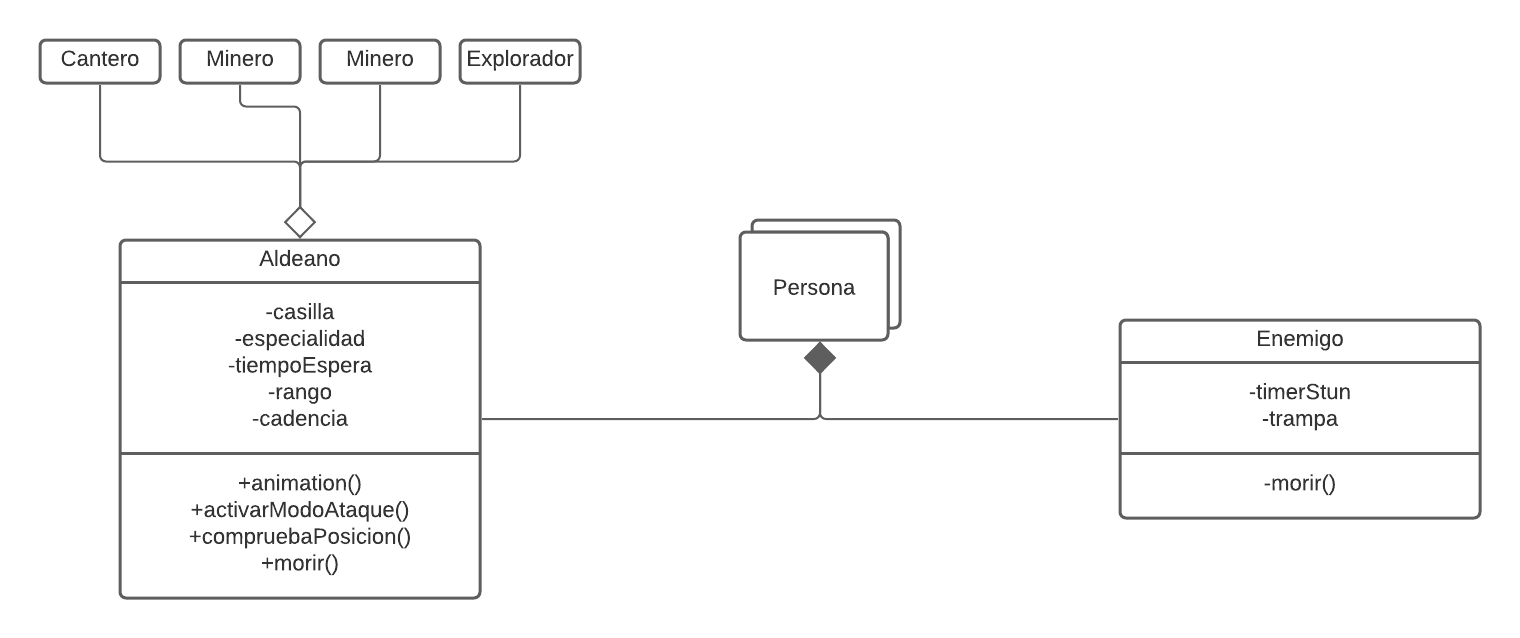 Cantero
Minero
Minero
Explorador
Aldeano
-casilla
-especialidad
-tiempoEspera
-rango
-cadencia
+animation()
+activarModoAtaque()
+compruebaPosicion()
+morir()
Persona
Enemigo
-timerStun
-trampa
-morir()